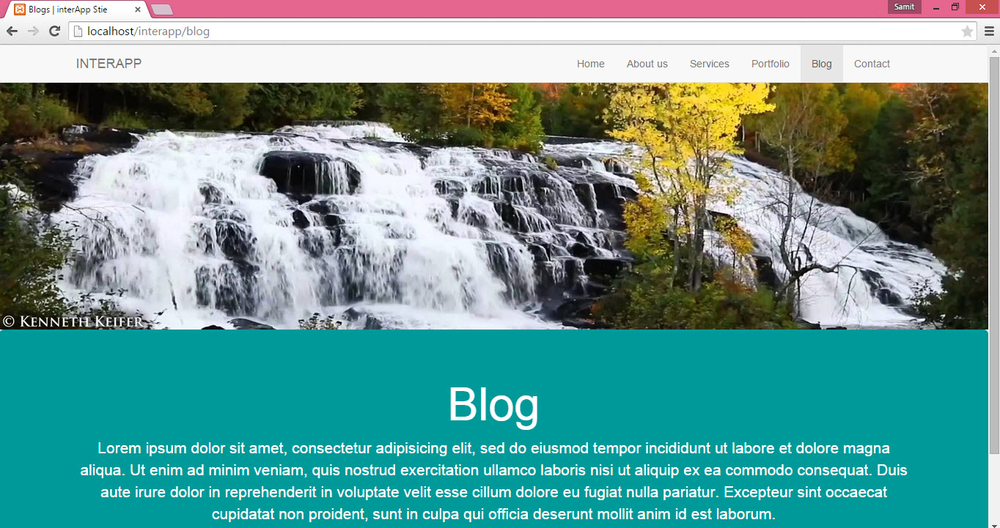 Blogs | interApp Stie
Samit
localhost/interapp/blog
INTERAPP
Home About us Services Portfolio Blog Contact
© KENNETH KEIFER
Blog
Lorem ipsum dolor sit amet, consectetur adipisicing elit, sed do eiusmod tempor incididunt ut labore et dolore magna
aliqua. Ut enim ad minim veniam, quis nostrud exercitation ullamco laboris nisi ut aliquip ex ea commodo consequat. Duis
aute irure dolor in reprehenderit in voluptate velit esse cillum dolore eu fugiat nulla pariatur. Excepteur sint occaecat
cupidatat non proident, sunt in culpa qui officia deserunt mollit anim id est laborum.